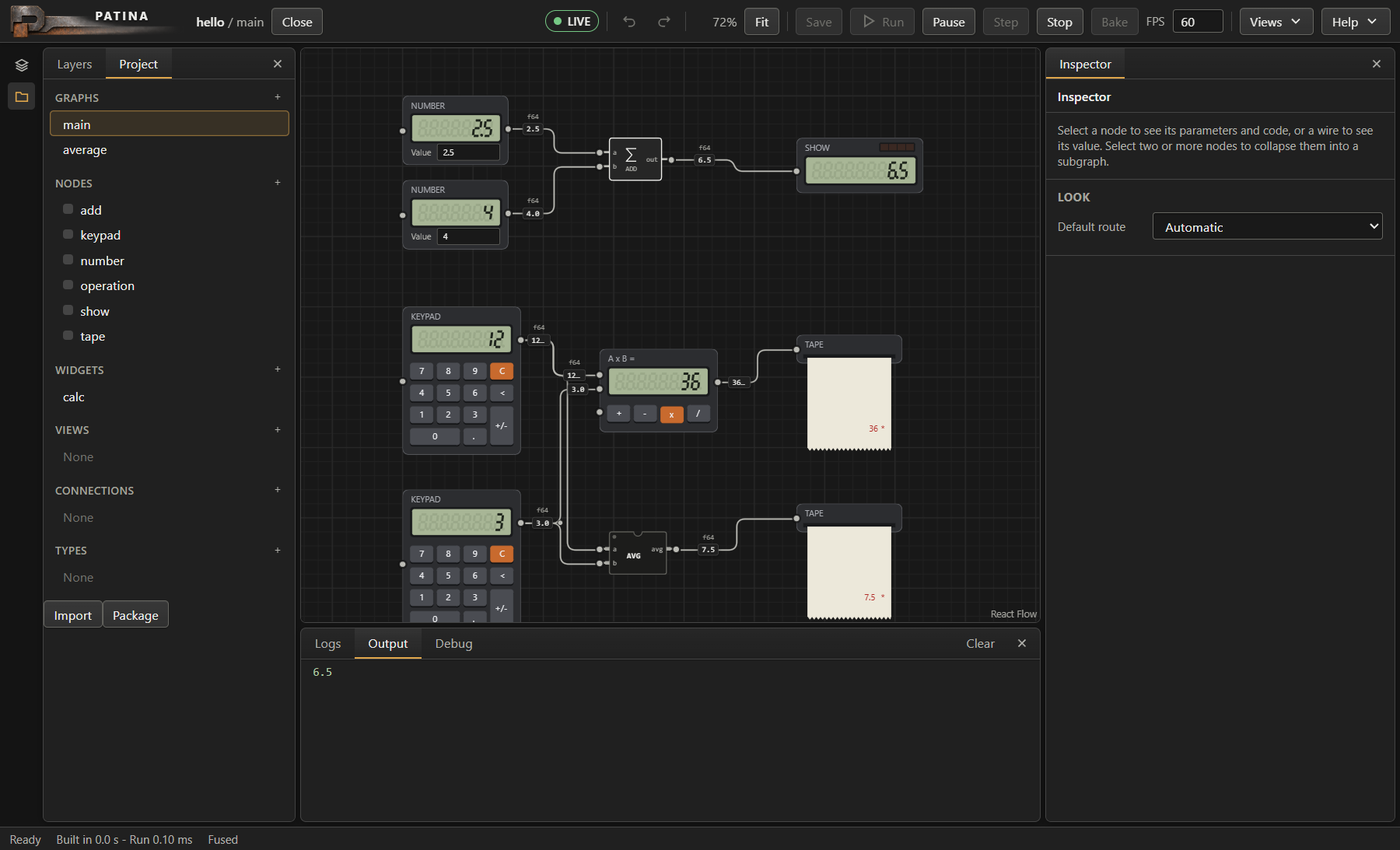 PATINA
hello / main
Close
LIVE
72%
Fit
Save
Run
Pause
Step
Stop
Bake
FPS
60
Views
Help
Layers
Project
GRAPHS
main
average
NODES
add
keypad
number
operation
show
tape
WIDGETS
calc
VIEWS
None
CONNECTIONS
None
TYPES
None
Import
Package
NUMBER
2.5
Value
2.5
f64
2.5
NUMBER
4
Value
4
f64
4.0
a
b
Σ
ADD
out
f64
6.5
SHOW
6.5
KEYPAD
12
7 8 9 C
4 5 6 <
1 2 3 +/-
0 .
f64
12…
f64
12…
3.0
A x B =
36
+ - x /
36…
TAPE
36 *
KEYPAD
3
7 8 9 C
4 5 6 <
1 2 3 +/-
0 .
f64
3.0
a
b
AVG
avg
f64
7.5
TAPE
7.5 *
React Flow
Logs
Output
Debug
Clear
6.5
Inspector
Inspector
Select a node to see its parameters and code, or a wire to see
its value. Select two or more nodes to collapse them into a
subgraph.
LOOK
Default route
Automatic
Ready
Built in 0.0 s - Run 0.10 ms
Fused